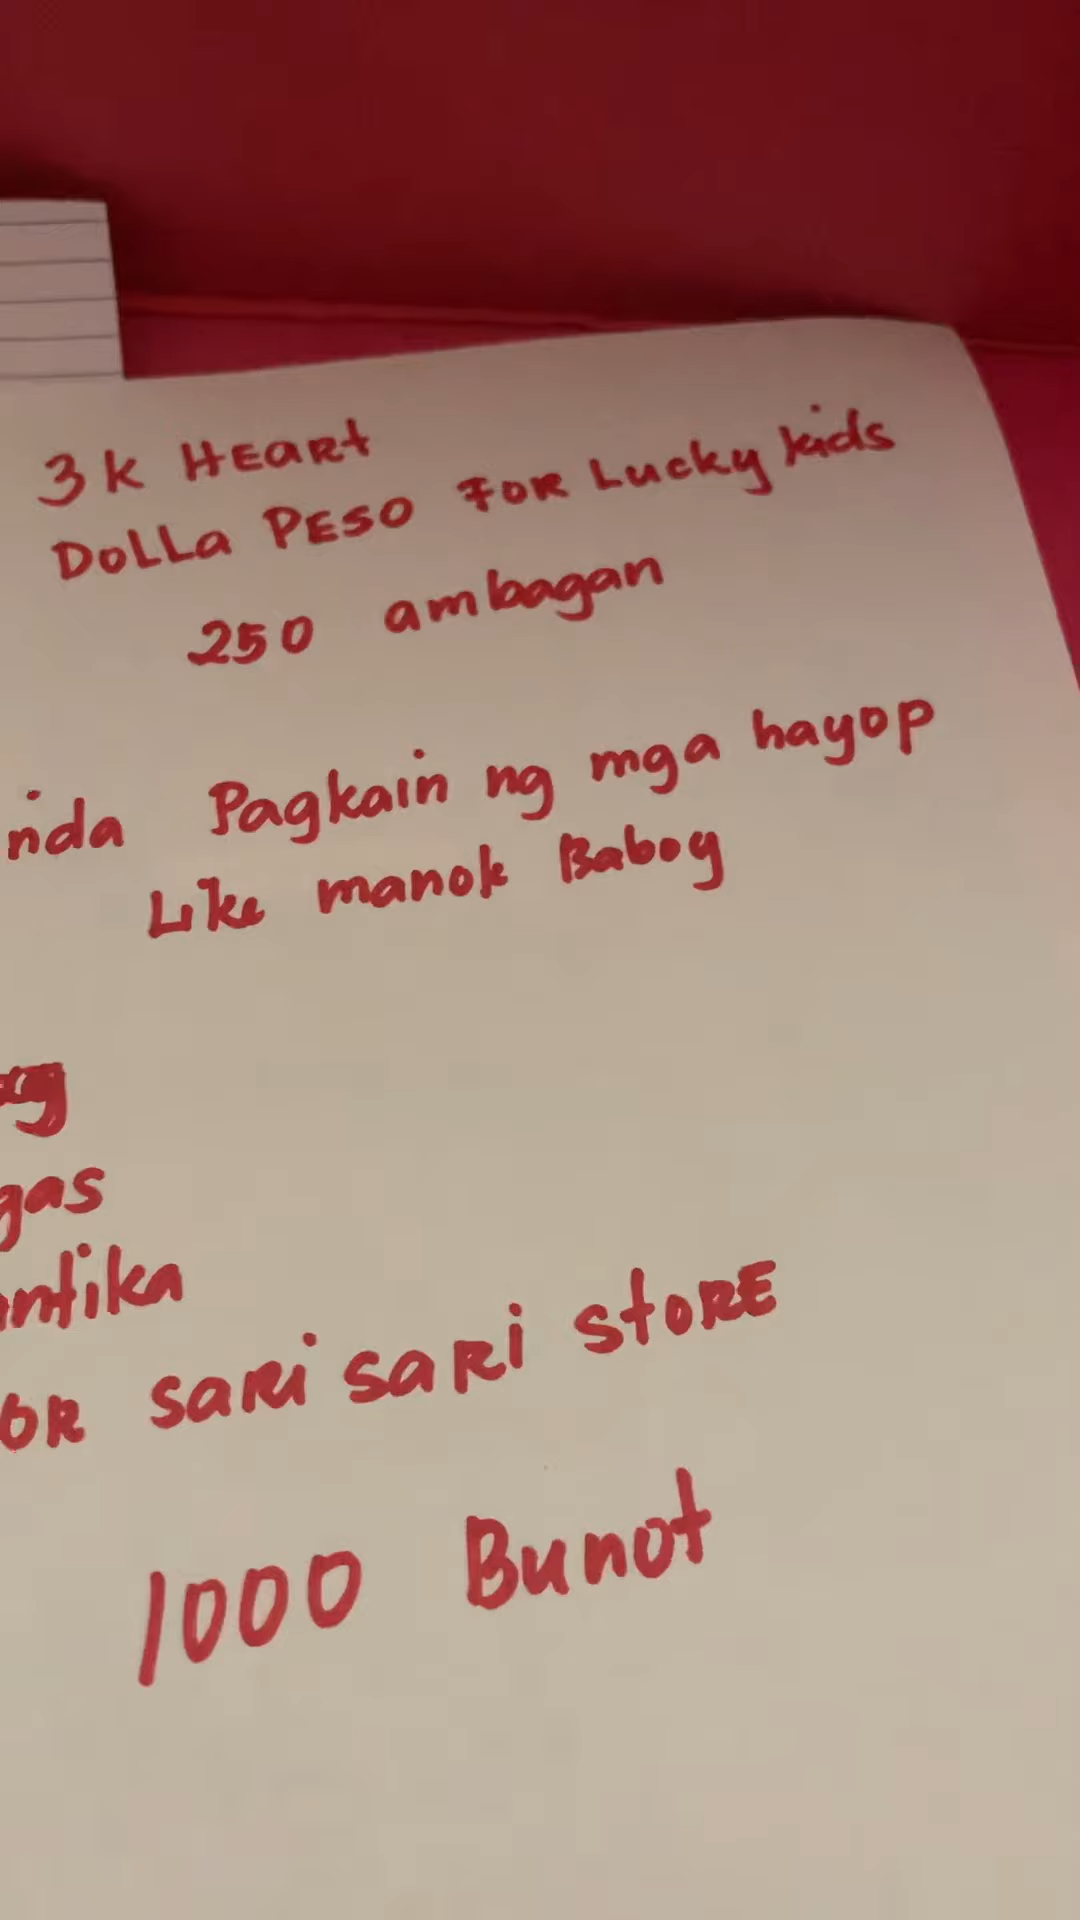 3K HEART
DOLLA PESO FOR Lucky kids
250 ambagan
nda Pagkain ng mga hayop
Like manok Baboy
gas
antika
OR SARI SARI STORE
1000 Bunot